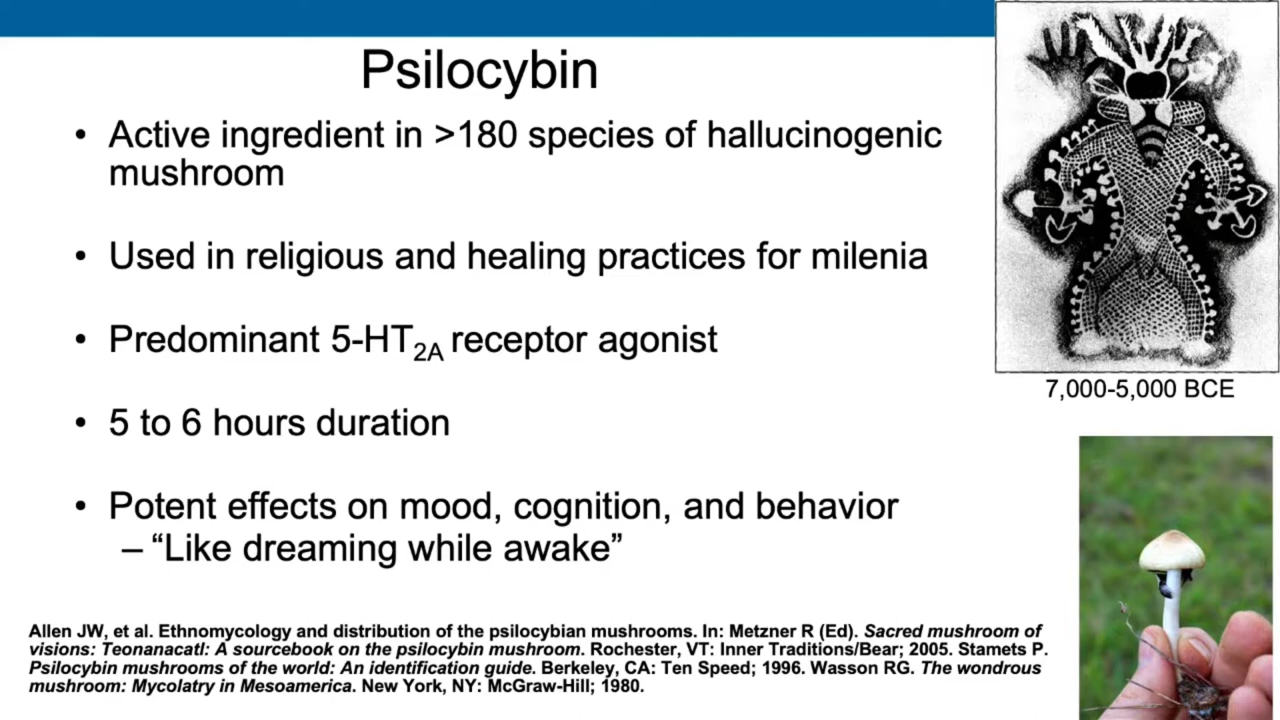 Psilocybin
• Active ingredient in >180 species of hallucinogenic
mushroom
• Used in religious and healing practices for milenia
• Predominant 5-HT2A receptor agonist
• 5 to 6 hours duration
• Potent effects on mood, cognition, and behavior
– “Like dreaming while awake”
7,000-5,000 BCE
Allen JW, et al. Ethnomycology and distribution of the psilocybian mushrooms. In: Metzner R (Ed). Sacred mushroom of
visions: Teonanacatl: A sourcebook on the psilocybin mushroom. Rochester, VT: Inner Traditions/Bear; 2005. Stamets P.
Psilocybin mushrooms of the world: An identification guide. Berkeley, CA: Ten Speed; 1996. Wasson RG. The wondrous
mushroom: Mycolatry in Mesoamerica. New York, NY: McGraw-Hill; 1980.